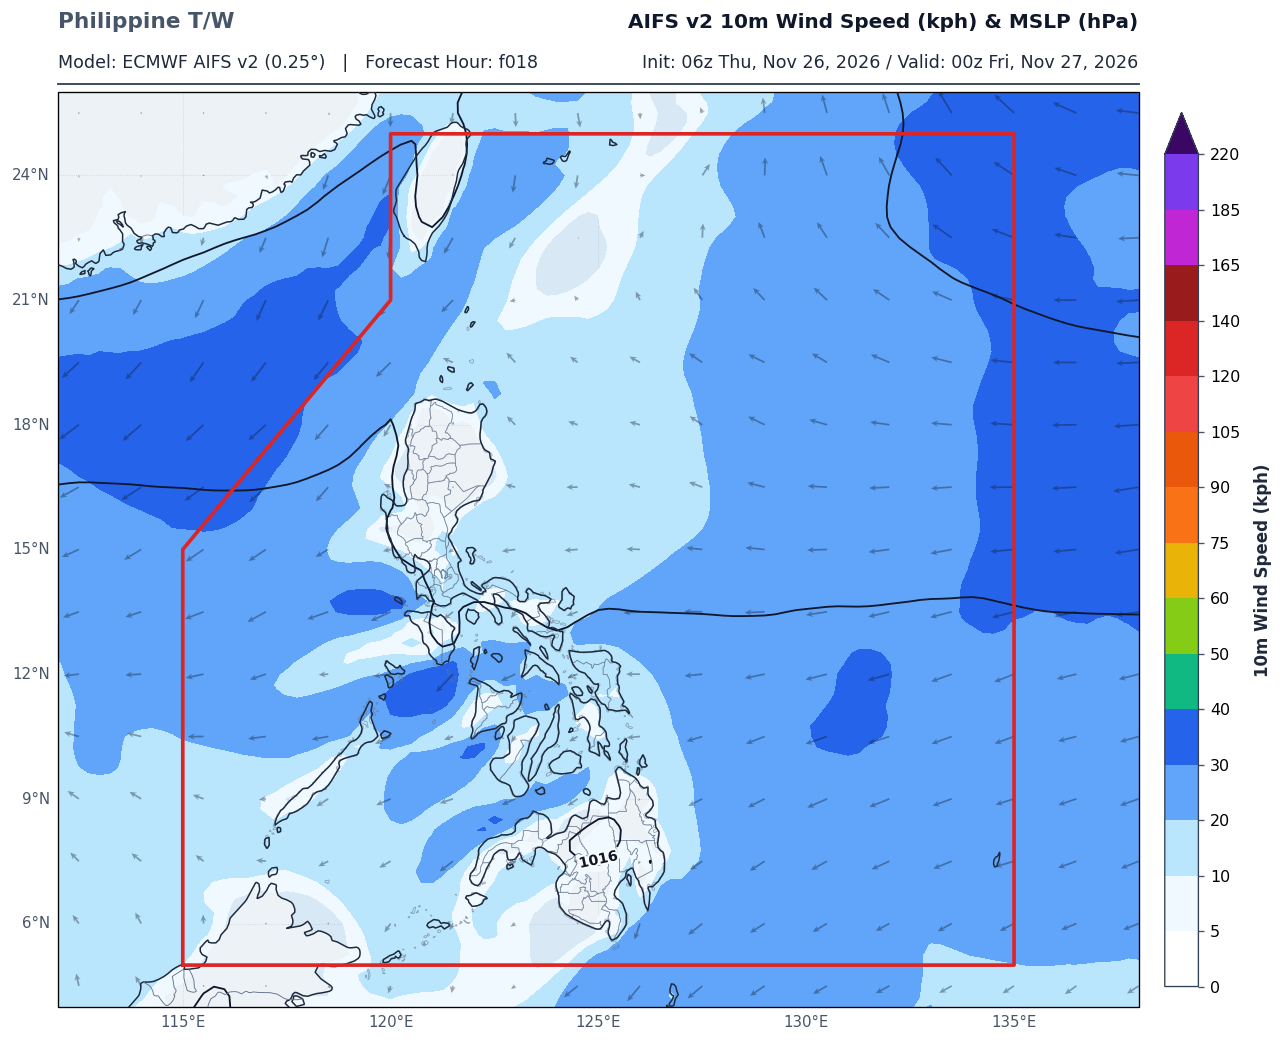 Philippine T/W
AIFS v2 10m Wind Speed (kph) & MSLP (hPa)
Model: ECMWF AIFS v2 (0.25°) | Forecast Hour: f018
Init: 06z Thu, Nov 26, 2026 / Valid: 00z Fri, Nov 27, 2026
24°N
21°N
18°N
15°N
12°N
9°N
6°N
1016
115°E
120°E
125°E
130°E
135°E
220
185
165
140
120
105
90
75
60
50
40
30
20
10
5
0
10m Wind Speed (kph)